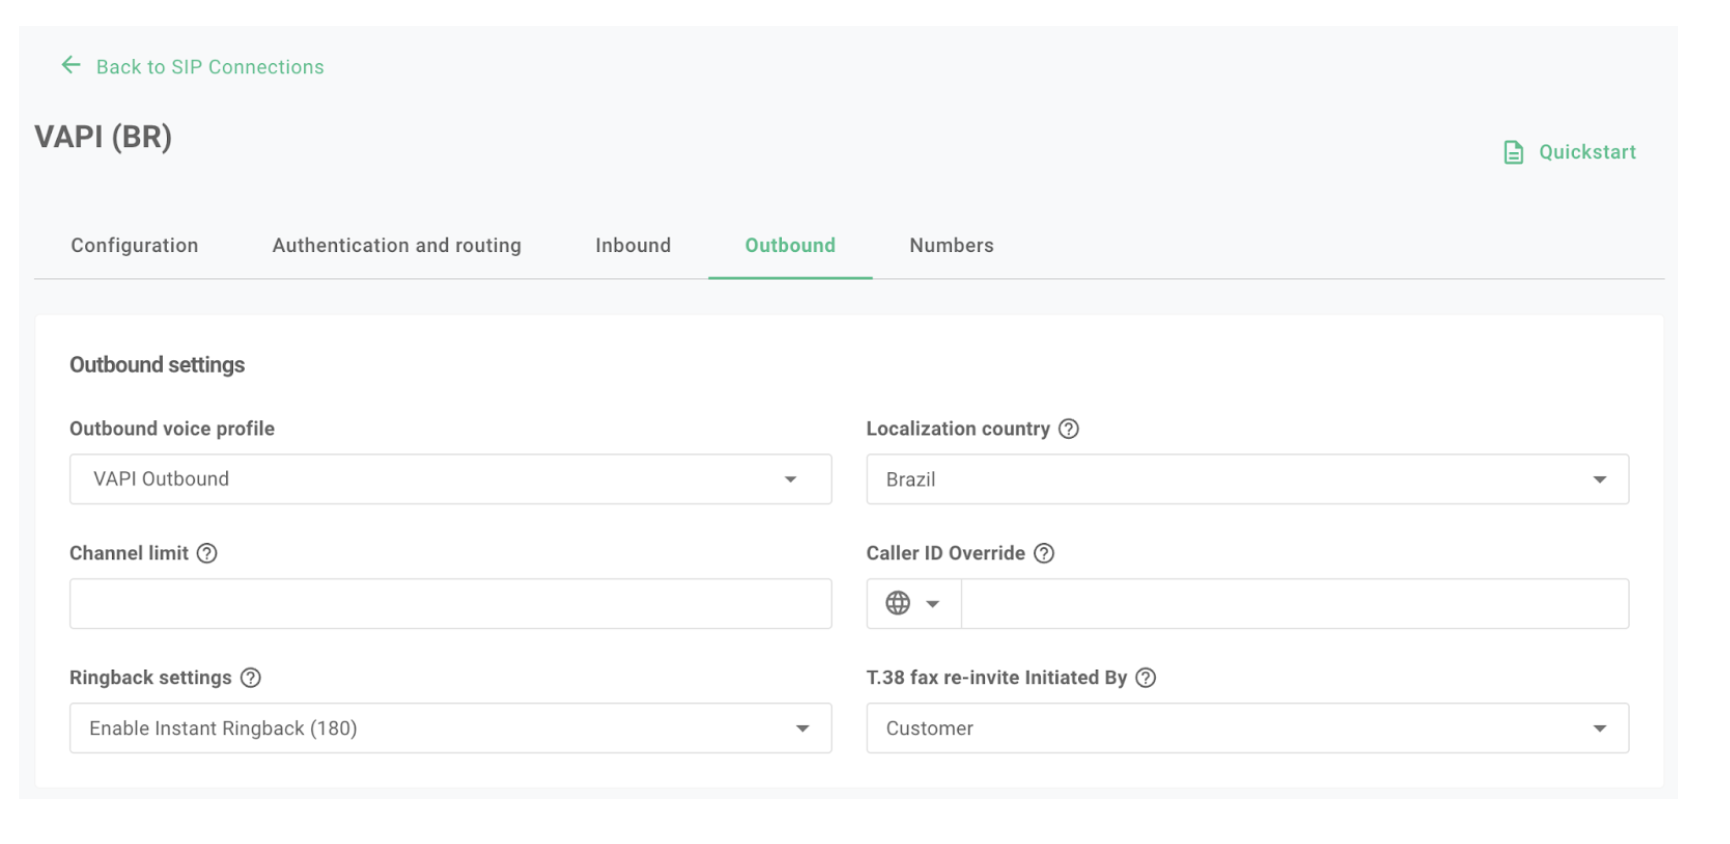 Back to SIP Connections
VAPI (BR)
Quickstart
Configuration Authentication and routing Inbound Outbound Numbers
Outbound settings
Outbound voice profile
VAPI Outbound
Localization country
Brazil
Channel limit
Caller ID Override
Ringback settings
Enable Instant Ringback (180)
T.38 fax re-invite Initiated By
Customer